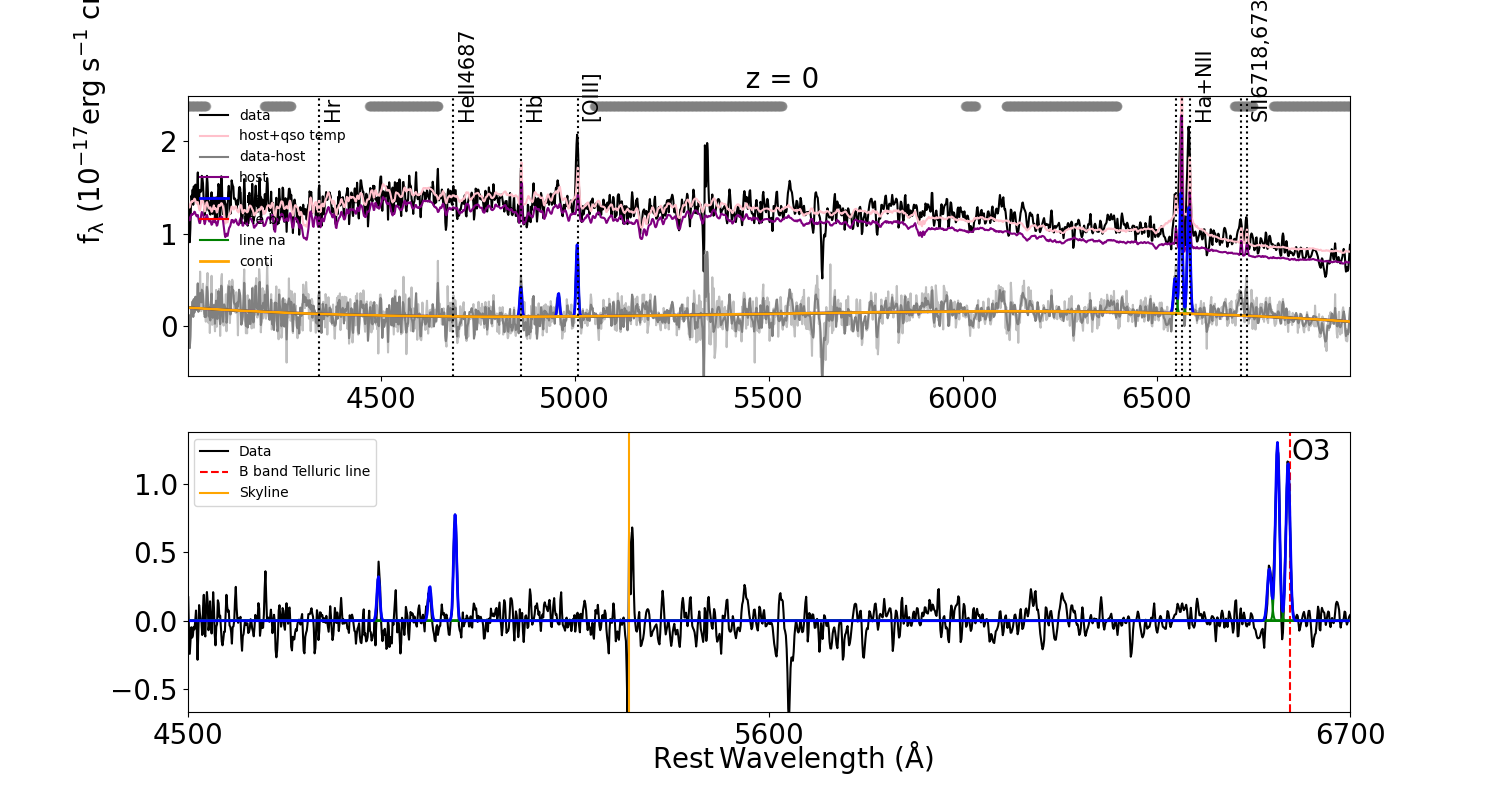 z = 0
f_λ (10^−17 erg s^−1
Hr
HeII4687
Hb
[OIII]
Ha+NII
SII6718,673
data
host+qso temp
data-host
host
line na
conti
2
1
0
4500
5000
5500
6000
6500
Data
B band Telluric line
Skyline
O3
1.0
0.5
0.0
−0.5
4500
5600
6700
Rest Wavelength (Å)